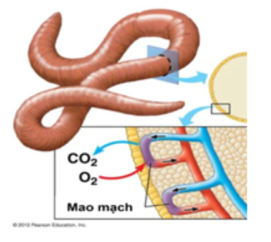 CO2
O2
Mao mạch
© 2012 Pearson Education, Inc.